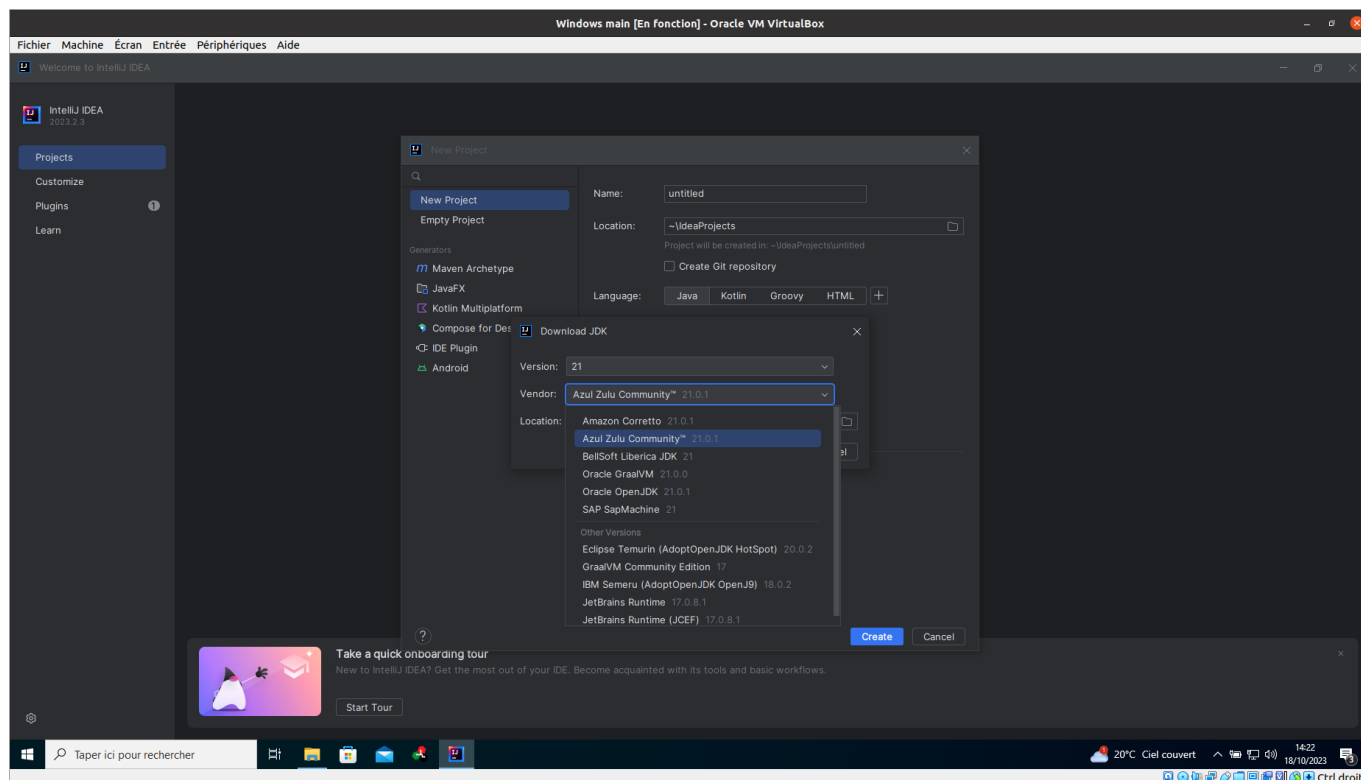 Windows main [En fonction] - Oracle VM VirtualBox
Fichier Machine Écran Entrée Périphériques Aide
Welcome to IntelliJ IDEA
IntelliJ IDEA
2023.2.3
Projects
Customize
Plugins 1
Learn
New Project
New Project
Empty Project
Generators
Maven Archetype
JavaFX
Kotlin Multiplatform
Compose for Des
IDE Plugin
Android
Name: untitled
Location: ~\IdeaProjects
Project will be created in: ~\IdeaProjects\untitled
Create Git repository
Language: Java Kotlin Groovy HTML +
Download JDK
Version: 21
Vendor: Azul Zulu Community™ 21.0.1
Location:
Amazon Corretto 21.0.1
Azul Zulu Community™ 21.0.1
BellSoft Liberica JDK 21
Oracle GraalVM 21.0.0
Oracle OpenJDK 21.0.1
SAP SapMachine 21
Other Versions
Eclipse Temurin (AdoptOpenJDK HotSpot) 20.0.2
GraalVM Community Edition 17
IBM Semeru (AdoptOpenJDK OpenJ9) 18.0.2
JetBrains Runtime 17.0.8.1
JetBrains Runtime (JCEF) 17.0.8.1
el
? Create Cancel
Take a quick onboarding tour
New to IntelliJ IDEA? Get the most out of your IDE. Become acquainted with its tools and basic workflows.
Start Tour
Taper ici pour rechercher
20°C Ciel couvert
14:22
18/10/2023
3
Ctrl droit